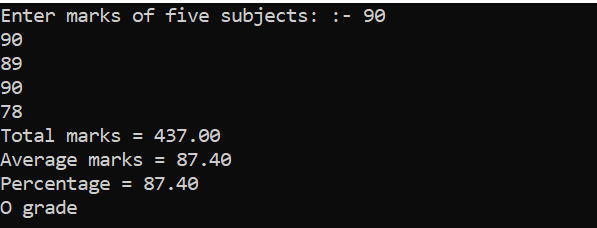 Enter marks of five subjects: :- 90
90
89
90
78
Total marks = 437.00
Average marks = 87.40
Percentage = 87.40
O grade